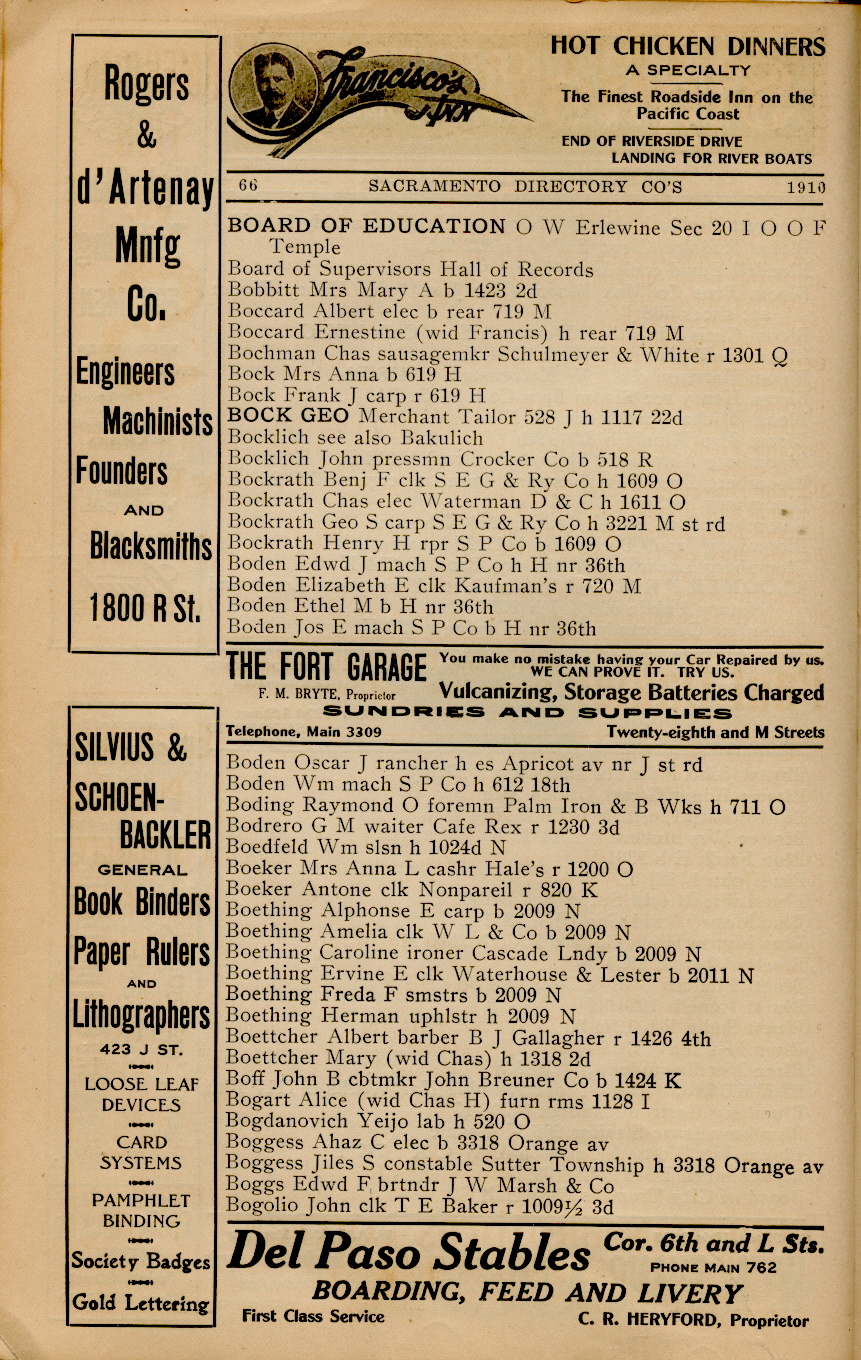 Rogers
&
d'Artenay
Mnfg
Co.
Engineers
Machinists
Founders
AND
Blacksmiths
1800 R St.
Francisco's
Inn
HOT CHICKEN DINNERS
A SPECIALTY
The Finest Roadside Inn on the
Pacific Coast
END OF RIVERSIDE DRIVE
LANDING FOR RIVER BOATS
66 SACRAMENTO DIRECTORY CO'S 1910
BOARD OF EDUCATION O W Erlewine Sec 20 I O O F
Temple
Board of Supervisors Hall of Records
Bobbitt Mrs Mary A b 1423 2d
Boccard Albert elec b rear 719 M
Boccard Ernestine (wid Francis) h rear 719 M
Bochman Chas sausagemkr Schulmeyer & White r 1301 Q
Bock Mrs Anna b 619 H
Bock Frank J carp r 619 H
BOCK GEO Merchant Tailor 528 J h 1117 22d
Bocklich see also Bakulich
Bocklich John pressmn Crocker Co b 518 R
Bockrath Benj F clk S E G & Ry Co h 1609 O
Bockrath Chas elec Waterman D & C h 1611 O
Bockrath Geo S carp S E G & Ry Co h 3221 M st rd
Bockrath Henry H rpr S P Co b 1609 O
Boden Edwd J mach S P Co h H nr 36th
Boden Elizabeth E clk Kaufman's r 720 M
Boden Ethel M b H nr 36th
Boden Jos E mach S P Co b H nr 36th
THE FORT GARAGE
F. M. BRYTE, Proprietor
You make no mistake having your Car Repaired by us.
WE CAN PROVE IT. TRY US.
Vulcanizing, Storage Batteries Charged
SUNDRIES AND SUPPLIES
Telephone, Main 3309 Twenty-eighth and M Streets
SILVIUS &
SCHOEN-
BACKLER
GENERAL
Book Binders
Paper Rulers
AND
Lithographers
423 J ST.
LOOSE LEAF
DEVICES
CARD
SYSTEMS
PAMPHLET
BINDING
Society Badges
Gold Lettering
Boden Oscar J rancher h es Apricot av nr J st rd
Boden Wm mach S P Co h 612 18th
Boding Raymond O foremn Palm Iron & B Wks h 711 O
Bodrero G M waiter Cafe Rex r 1230 3d
Boedfeld Wm slsn h 1024d N
Boeker Mrs Anna L cashr Hale's r 1200 O
Boeker Antone clk Nonpareil r 820 K
Boething Alphonse E carp b 2009 N
Boething Amelia clk W L & Co b 2009 N
Boething Caroline ironer Cascade Lndy b 2009 N
Boething Ervine E clk Waterhouse & Lester b 2011 N
Boething Freda F smstrs b 2009 N
Boething Herman uphlstr h 2009 N
Boettcher Albert barber B J Gallagher r 1426 4th
Boettcher Mary (wid Chas) h 1318 2d
Boff John B cbtmkr John Breuner Co b 1424 K
Bogart Alice (wid Chas H) furn rms 1128 I
Bogdanovich Yeijo lab h 520 O
Boggess Ahaz C elec b 3318 Orange av
Boggess Jiles S constable Sutter Township h 3318 Orange av
Boggs Edwd F brtndr J W Marsh & Co
Bogolio John clk T E Baker r 1009½ 3d
Del Paso Stables
Cor. 6th and L Sts.
PHONE MAIN 762
BOARDING, FEED AND LIVERY
First Class Service C. R. HERYFORD, Proprietor